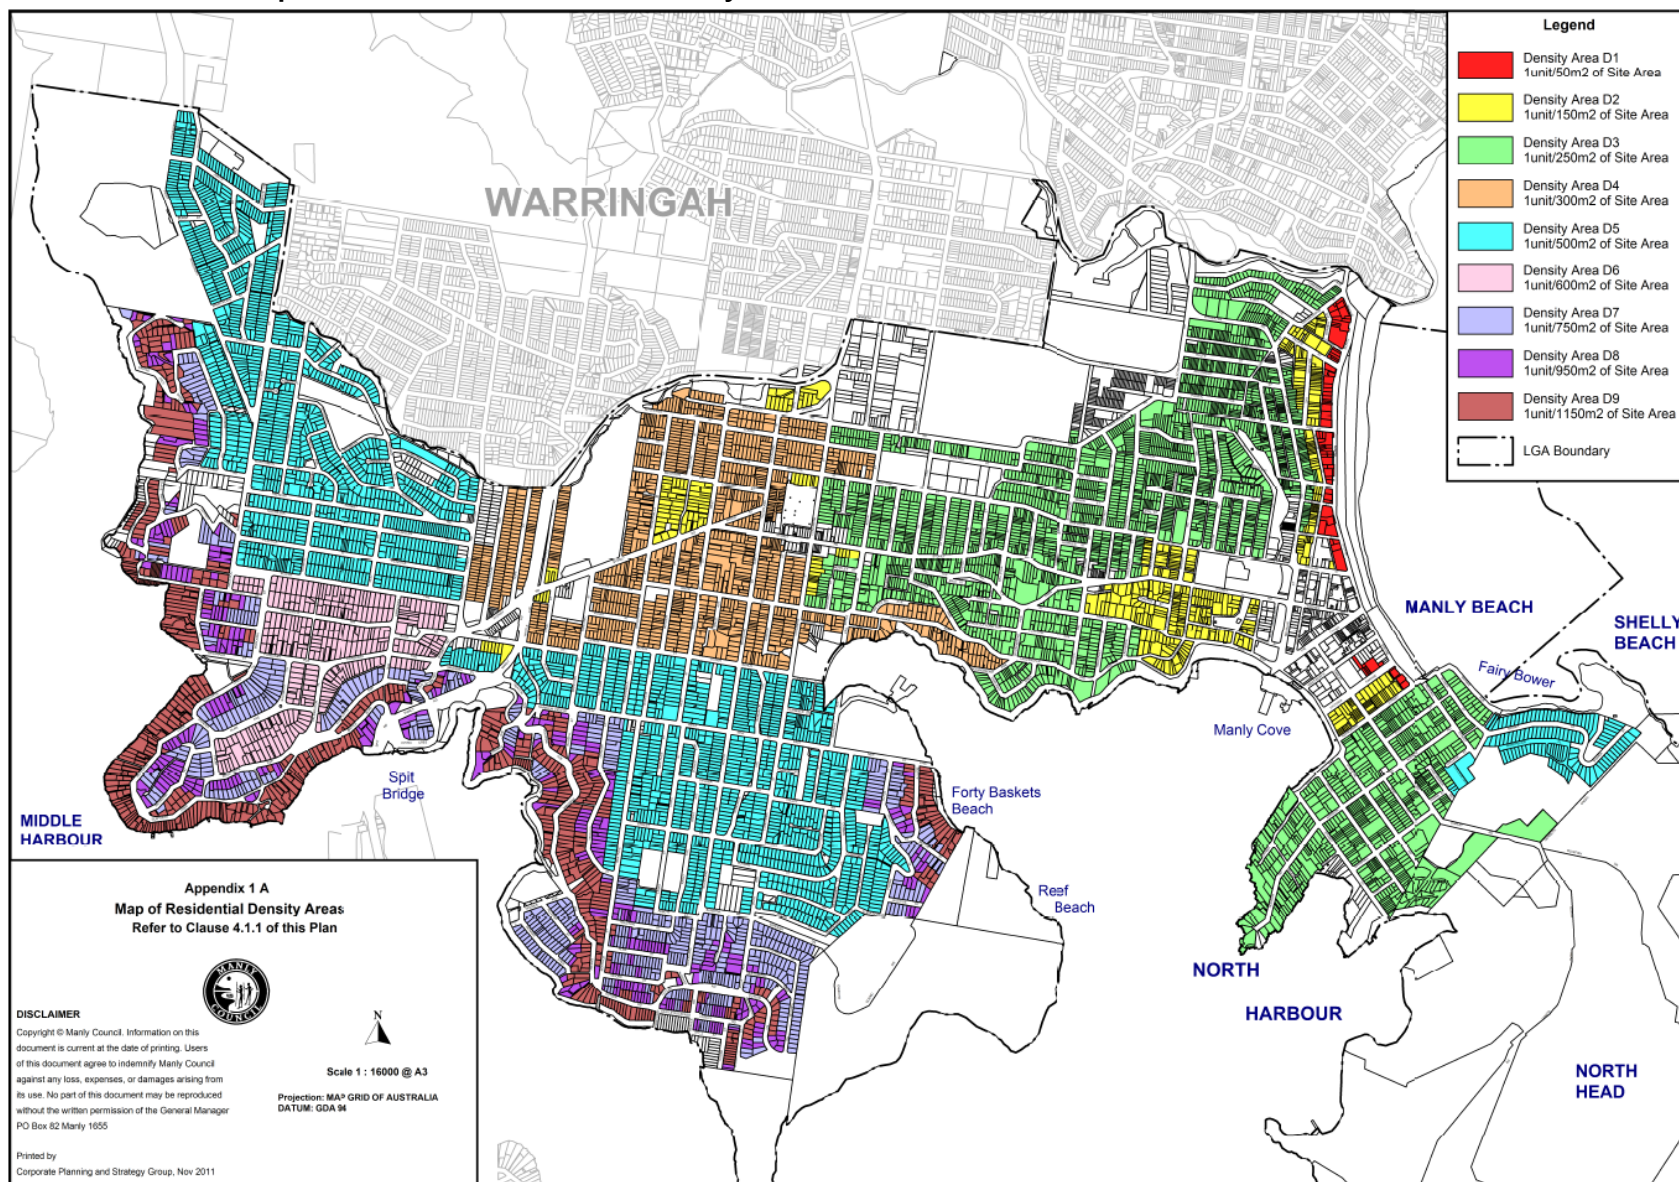 WARRINGAH
Legend
Density Area D1
1unit/50m2 of Site Area
Density Area D2
1unit/150m2 of Site Area
Density Area D3
1unit/250m2 of Site Area
Density Area D4
1unit/300m2 of Site Area
Density Area D5
1unit/500m2 of Site Area
Density Area D6
1unit/600m2 of Site Area
Density Area D7
1unit/750m2 of Site Area
Density Area D8
1unit/950m2 of Site Area
Density Area D9
1unit/1150m2 of Site Area
LGA Boundary
MANLY BEACH
SHELLY
BEACH
Fairy Bower
Manly Cove
Spit
Bridge
Forty Baskets
Beach
MIDDLE
HARBOUR
Reef
Beach
NORTH
HARBOUR
NORTH
HEAD
Appendix 1 A
Map of Residential Density Areas
Refer to Clause 4.1.1 of this Plan
MANLY
COUNCIL
DISCLAIMER
Copyright © Manly Council. Information on this
document is current at the date of printing. Users
of this document agree to indemnify Manly Council
against any loss, expenses, or damages arising from
its use. No part of this document may be reproduced
without the written permission of the General Manager
PO Box 82 Manly 1655
N
Scale 1 : 16000 @ A3
Projection: MAP GRID OF AUSTRALIA
DATUM: GDA 94
Printed by
Corporate Planning and Strategy Group, Nov 2011